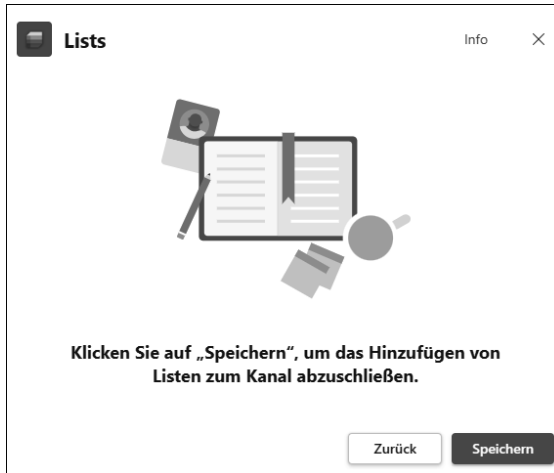 Lists
Info
Klicken Sie auf „Speichern“, um das Hinzufügen von
Listen zum Kanal abzuschließen.
Zurück
Speichern